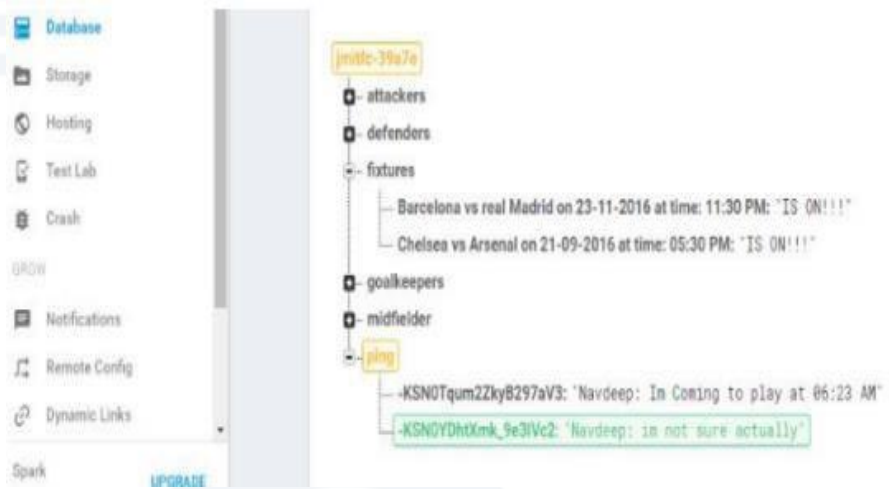 Database
Storage
Hosting
Test Lab
Crash
GROW
Notifications
Remote Config
Dynamic Links
Spark
UPGRADE
jmitfc-39a7a
attackers
defenders
fixtures
Barcelona vs real Madrid on 23-11-2016 at time: 11:30 PM: "IS ON!!!"
Chelsea vs Arsenal on 21-09-2016 at time: 05:30 PM: "IS ON!!!"
goalkeepers
midfielder
ping
-KSN0Tqum2ZkyB297aV3: "Navdeep: Im Coming to play at 06:23 AM"
-KSN0YDhtXmk_9e3IVc2: "Navdeep: im not sure actually"